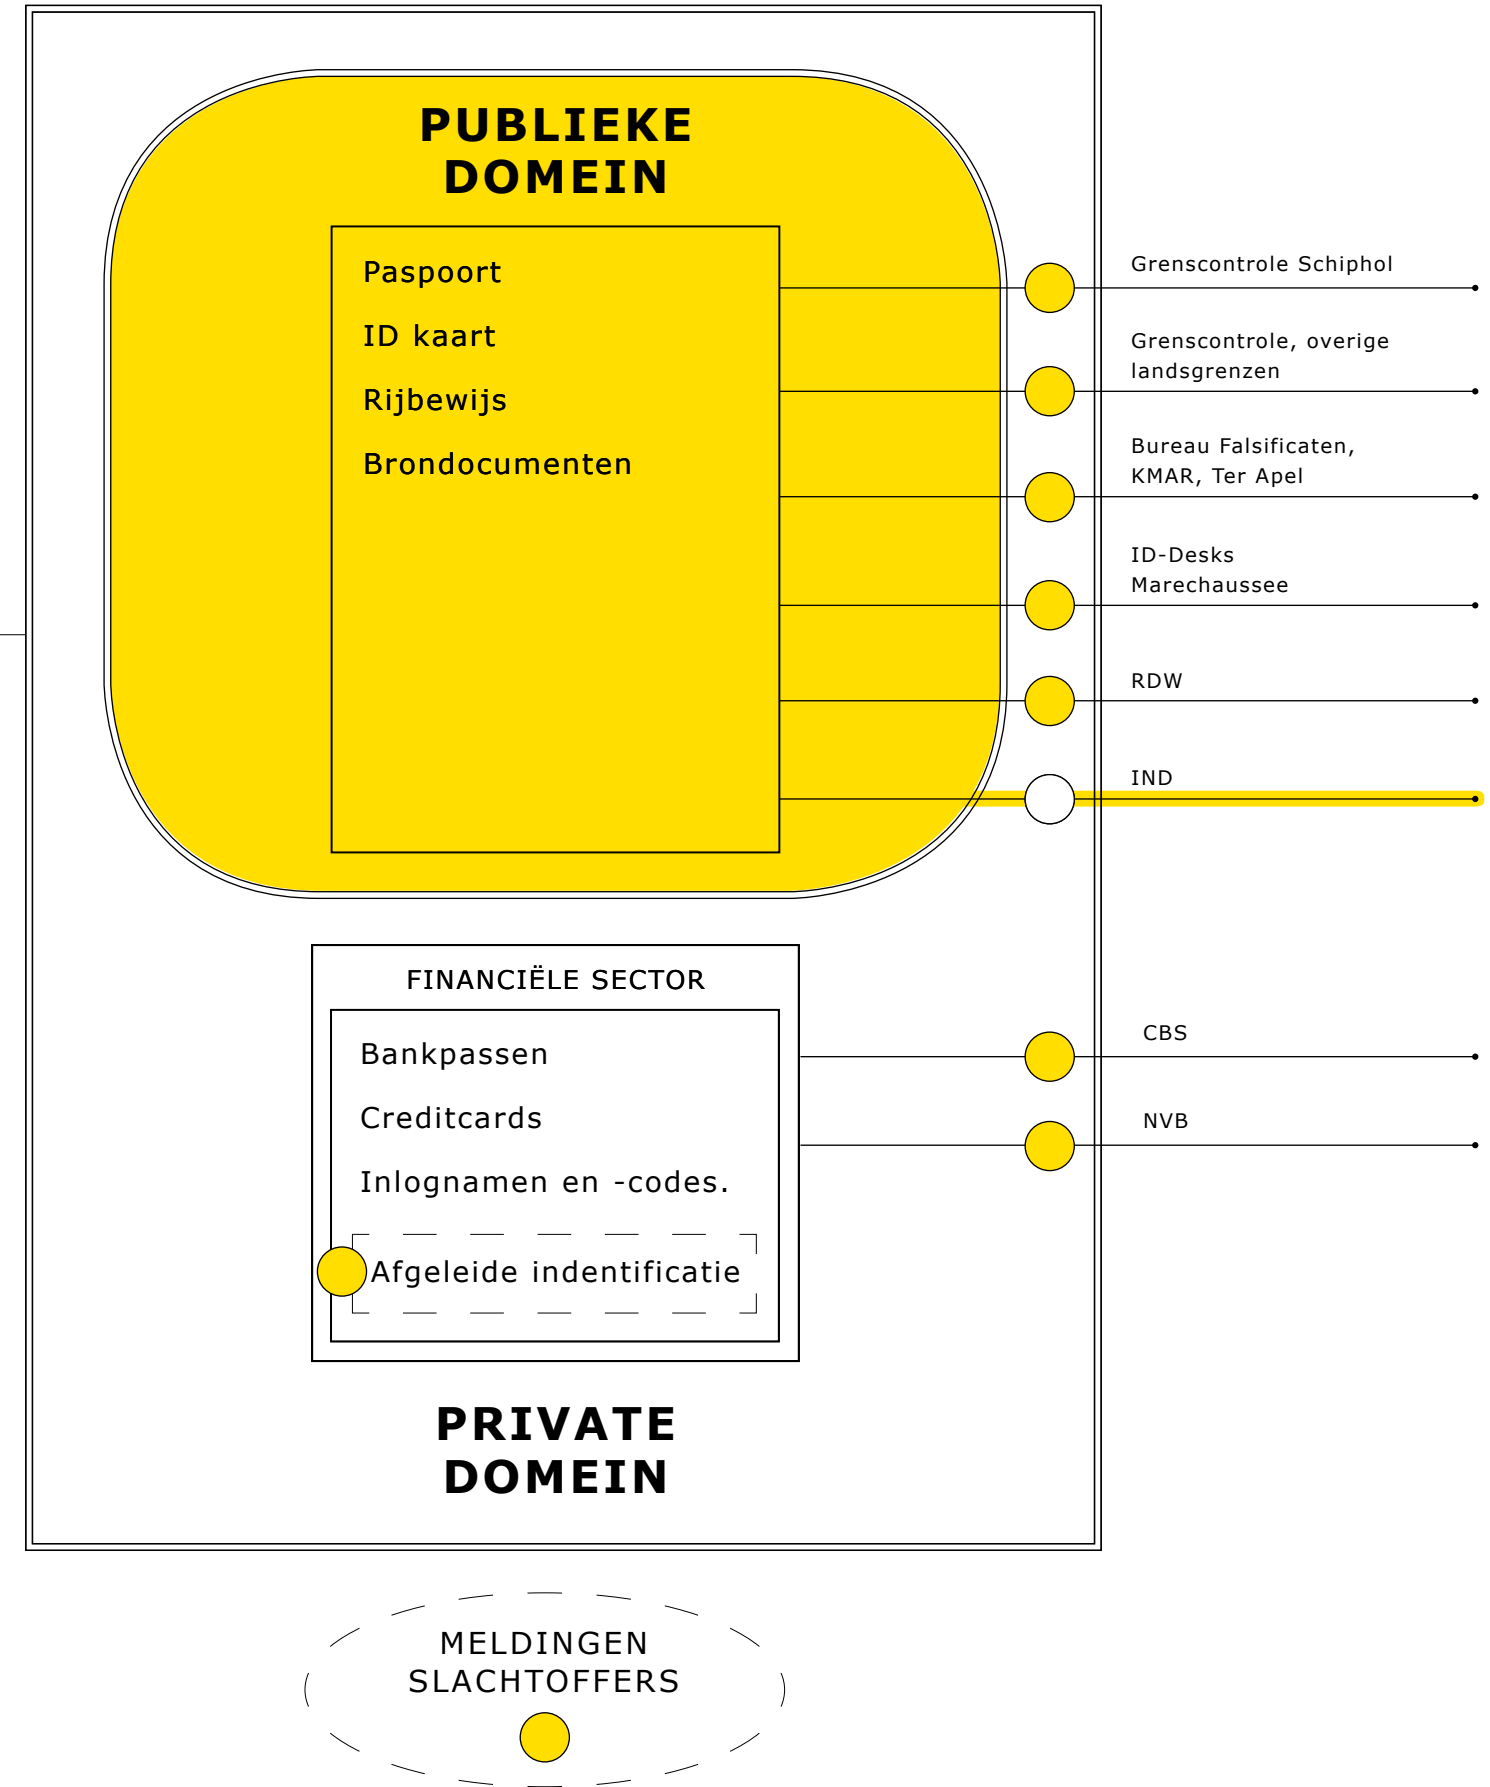 PUBLIEKE
DOMEIN
Paspoort
ID kaart
Rijbewijs
Brondocumenten
Grenscontrole Schiphol
Grenscontrole, overige
landsgrenzen
Bureau Falsificaten,
KMAR, Ter Apel
ID-Desks
Marechaussee
RDW
IND
FINANCIËLE SECTOR
Bankpassen
Creditcards
Inlognamen en -codes.
Afgeleide indentificatie
CBS
NVB
PRIVATE
DOMEIN
MELDINGEN
SLACHTOFFERS